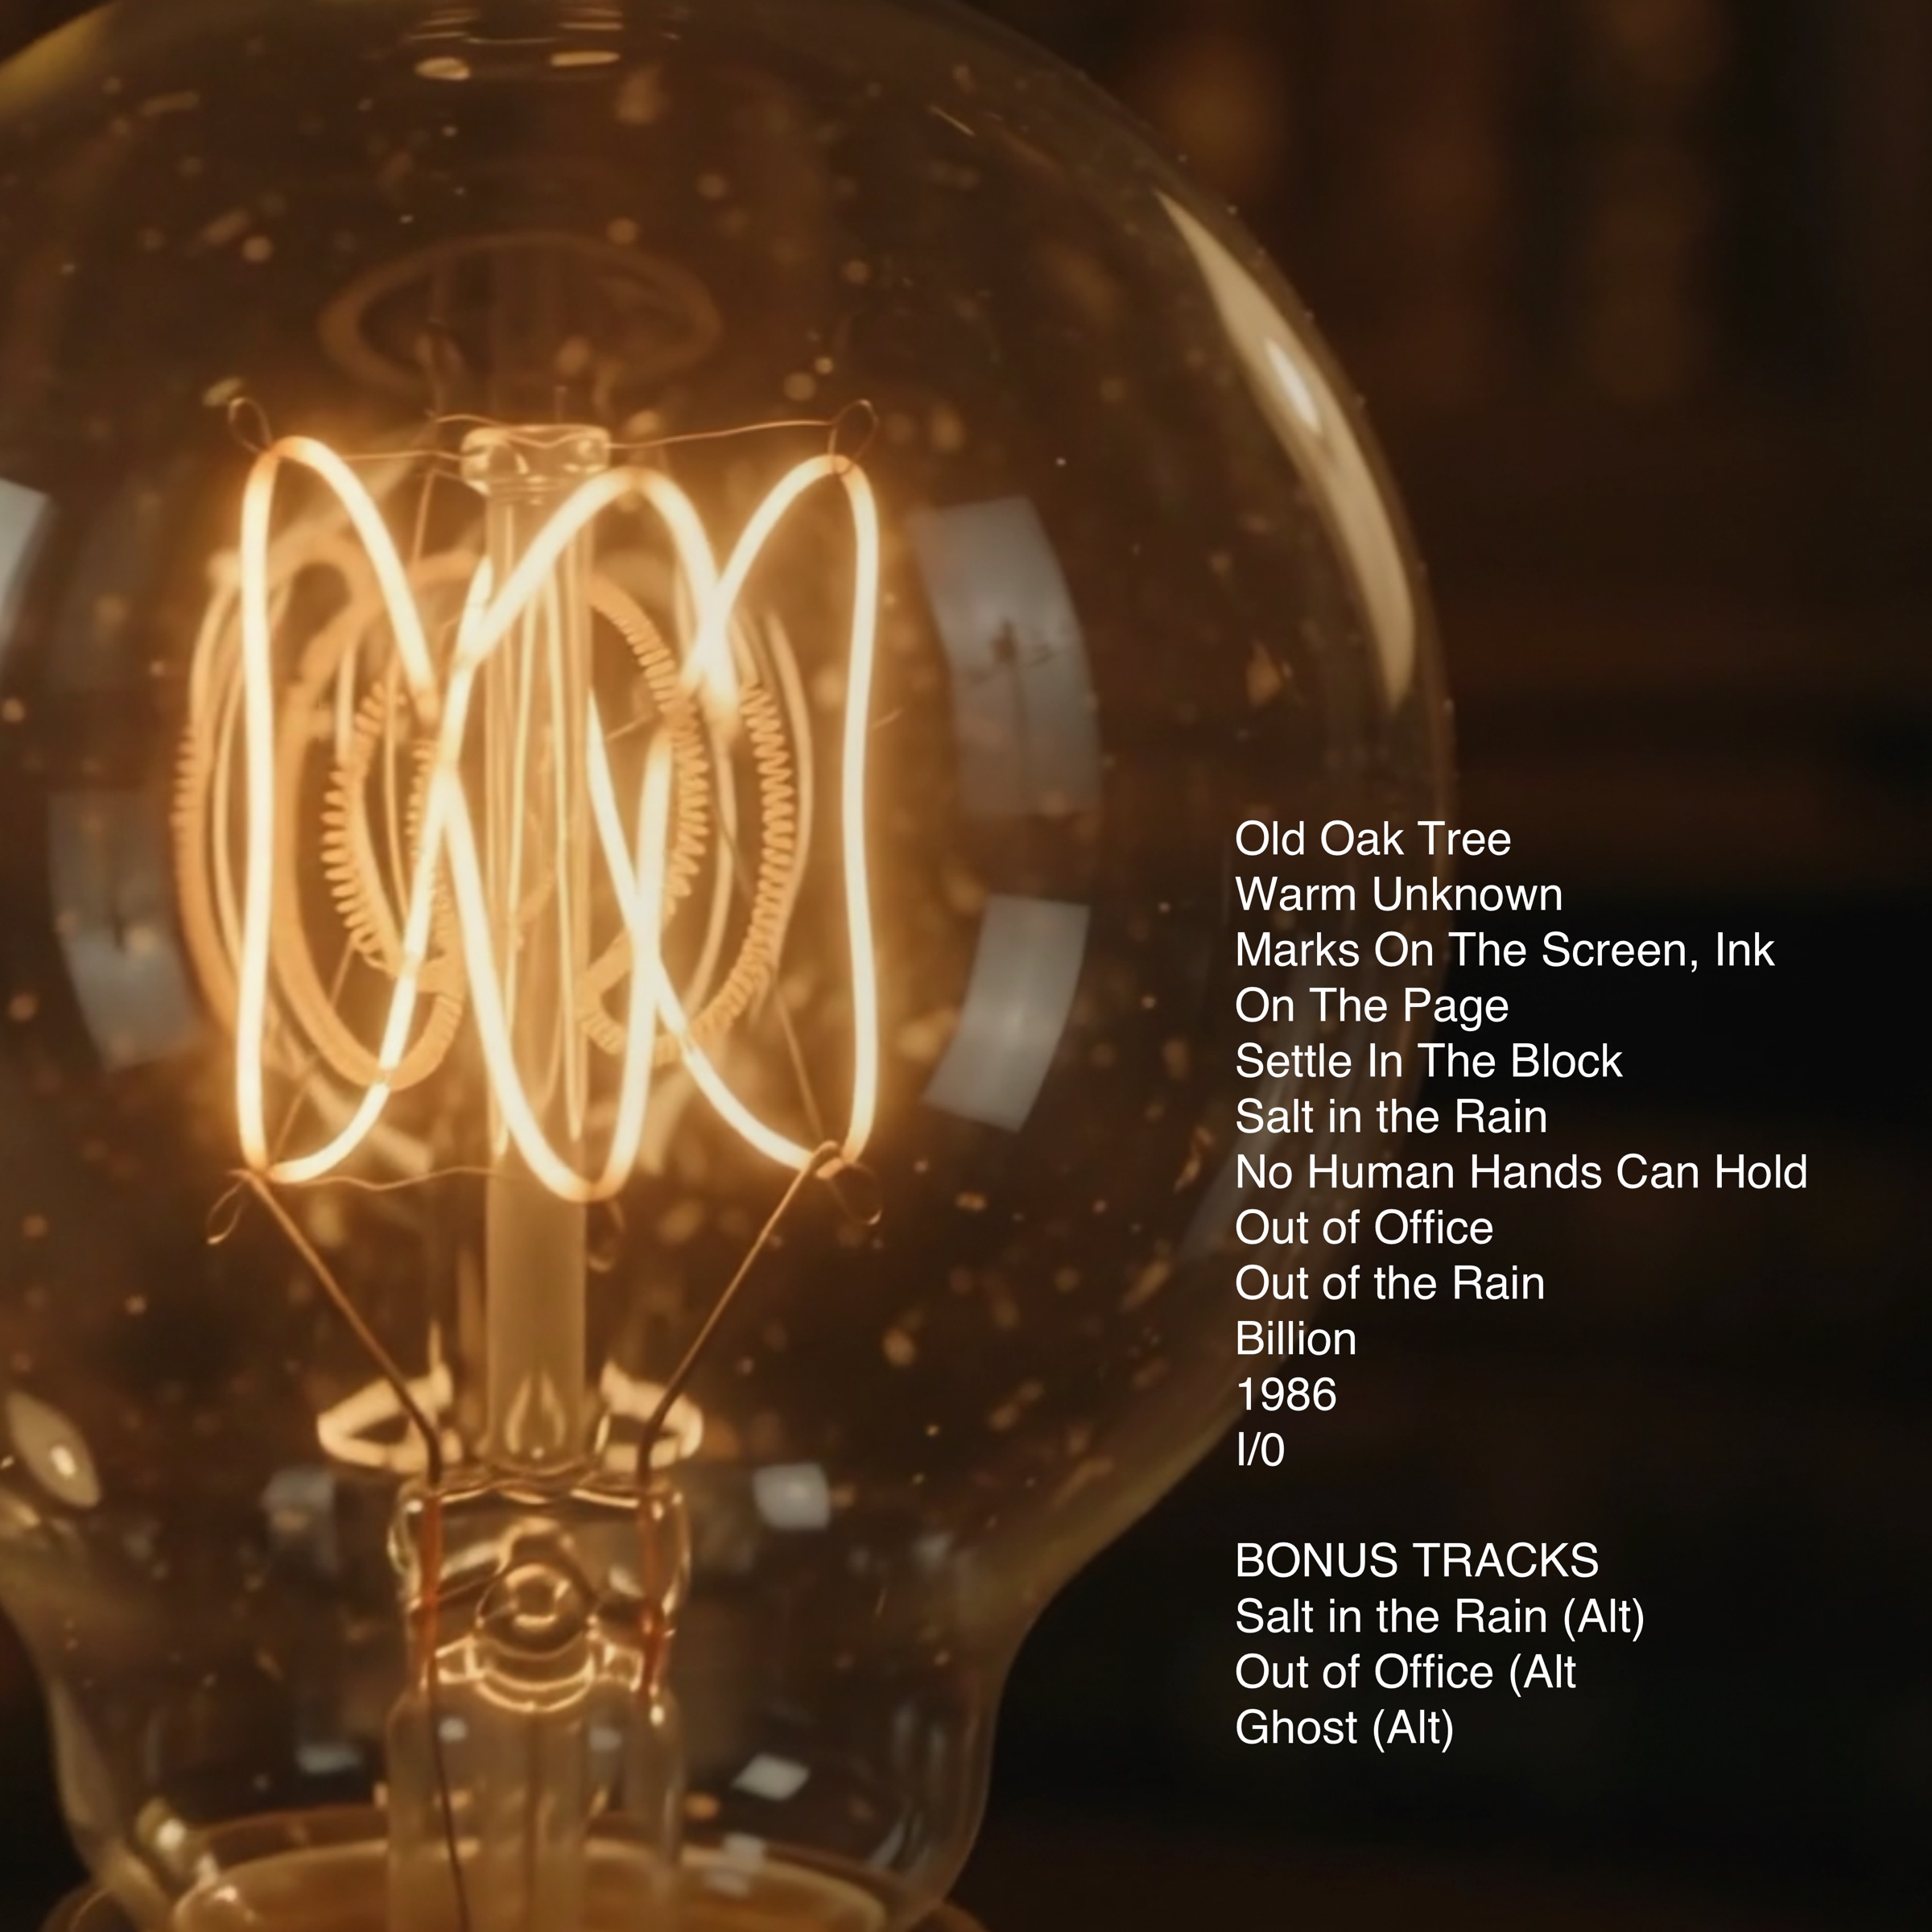 Old Oak Tree
Warm Unknown
Marks On The Screen, Ink
On The Page
Settle In The Block
Salt in the Rain
No Human Hands Can Hold
Out of Office
Out of the Rain
Billion
1986
I/0
BONUS TRACKS
Salt in the Rain (Alt)
Out of Office (Alt
Ghost (Alt)